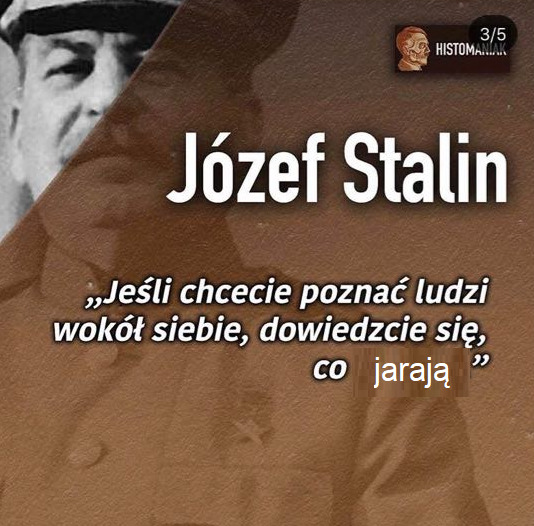 3/5
HISTOMANIAK
Józef Stalin
„Jeśli chcecie poznać ludzi
wokół siebie, dowiedzcie się,
co jarają”